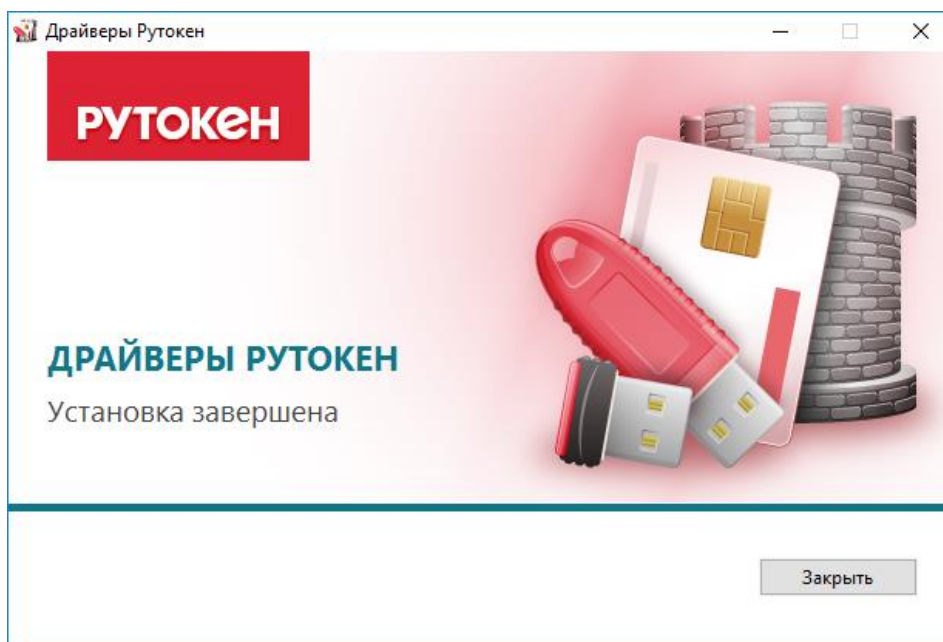 Драйверы Рутокен
РУТОКЕН
ДРАЙВЕРЫ РУТОКЕН
Установка завершена
Закрыть